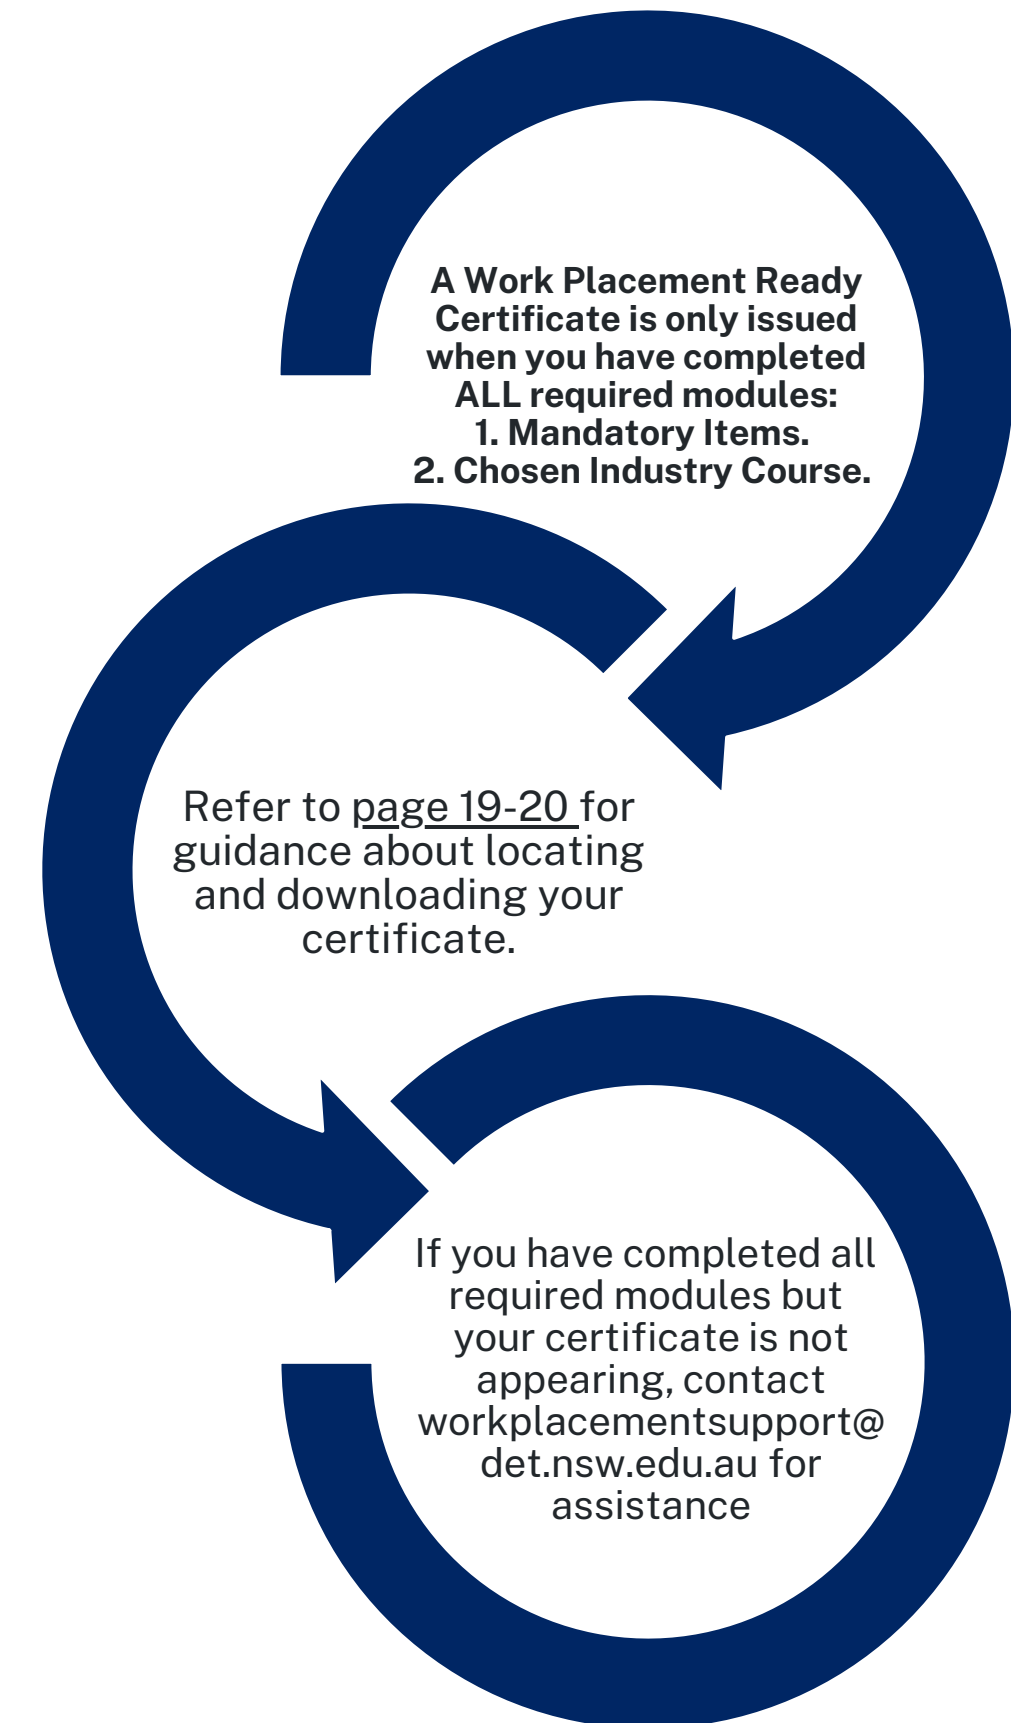 A Work Placement Ready
Certificate is only issued
when you have completed
ALL required modules:
1. Mandatory Items.
2. Chosen Industry Course.
Refer to page 19-20 for
guidance about locating
and downloading your
certificate.
If you have completed all
required modules but
your certificate is not
appearing, contact
workplacementsupport@
det.nsw.edu.au for
assistance